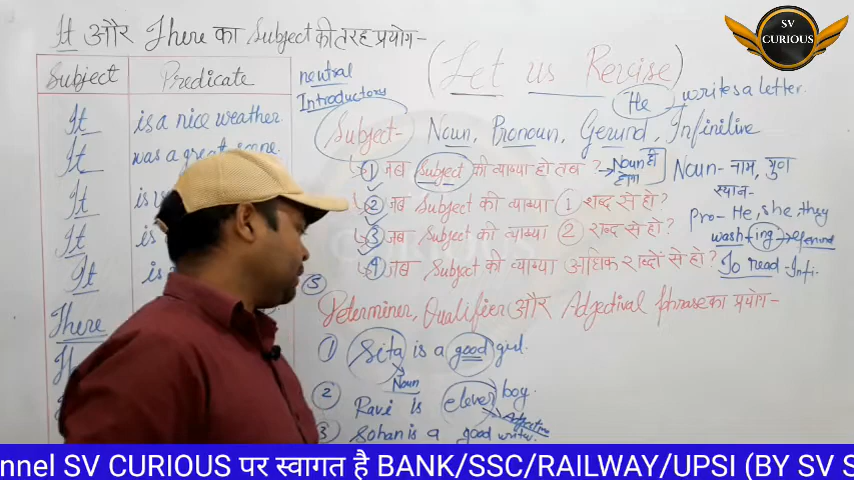 It और There का Subject की तरह प्रयोग-
SV CURIOUS
Subject Predicate
It is a nice weather.
It was a great
It is
It is
It is a
There
neutral
Introductory
(Let us Revise)
He writes a letter.
Subject- Noun, Pronoun, Gerund, Infinitive
① जब Subject की व्याख्या हो तब ? → Noun ही होगा
② जब Subject की व्याख्या ① शब्द से हो?
③ जब Subject की व्याख्या ② शब्द से हो?
④ जब Subject की व्याख्या अधिक शब्दों से हो?
⑤
Noun- नाम, गुण
स्थान-
Pro- He, she, they
wash-ing → gerund
To read - Infi.
Determiner, Qualifier और Adjectival phrase का प्रयोग-
① Sita is a good girl.
Noun
② Ravi is clever boy.
Adjective
③ Sohan is a good writer.
nnel SV CURIOUS पर स्वागत है BANK/SSC/RAILWAY/UPSI (BY SV S